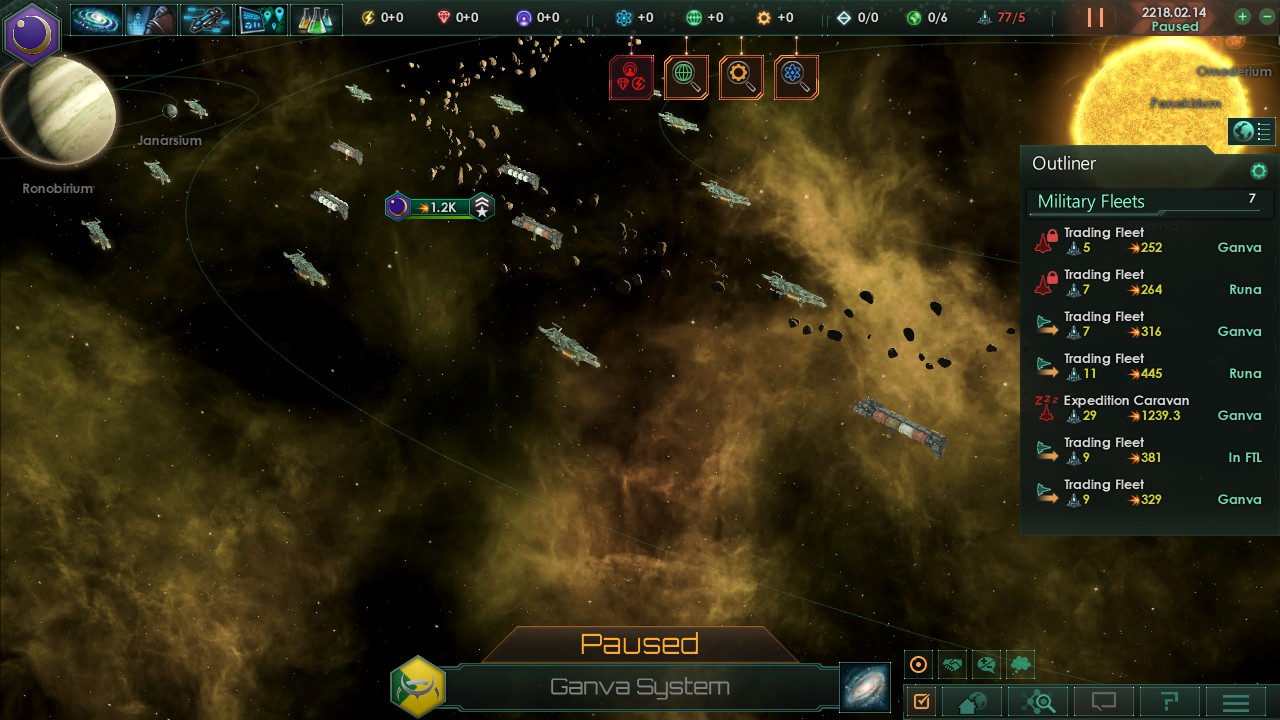 0+0 0+0 0+0 +0 +0 +0 0/0 0/6 77/5
2218.02.14
Paused
Janarsium
Ronobirium
1.2K
Outliner
Military Fleets 7
Trading Fleet
5 252 Ganva
Trading Fleet
7 264 Runa
Trading Fleet
7 316 Ganva
Trading Fleet
11 445 Runa
zzz Expedition Caravan
29 1239.3 Ganva
Trading Fleet
9 381 In FTL
Trading Fleet
9 329 Ganva
Paused
Ganva System